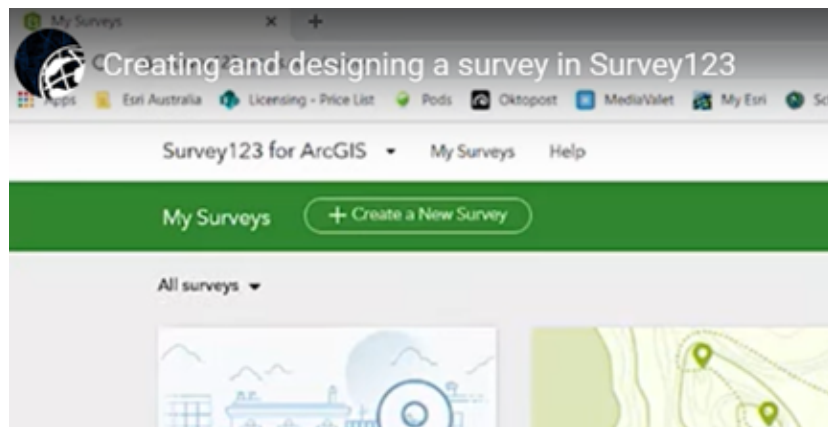 My Surveys
Creating and designing a survey in Survey123
Apps Esri Australia Licensing - Price List Pods Oktopost MediaValet My Esri
Survey123 for ArcGIS My Surveys Help
My Surveys + Create a New Survey
All surveys